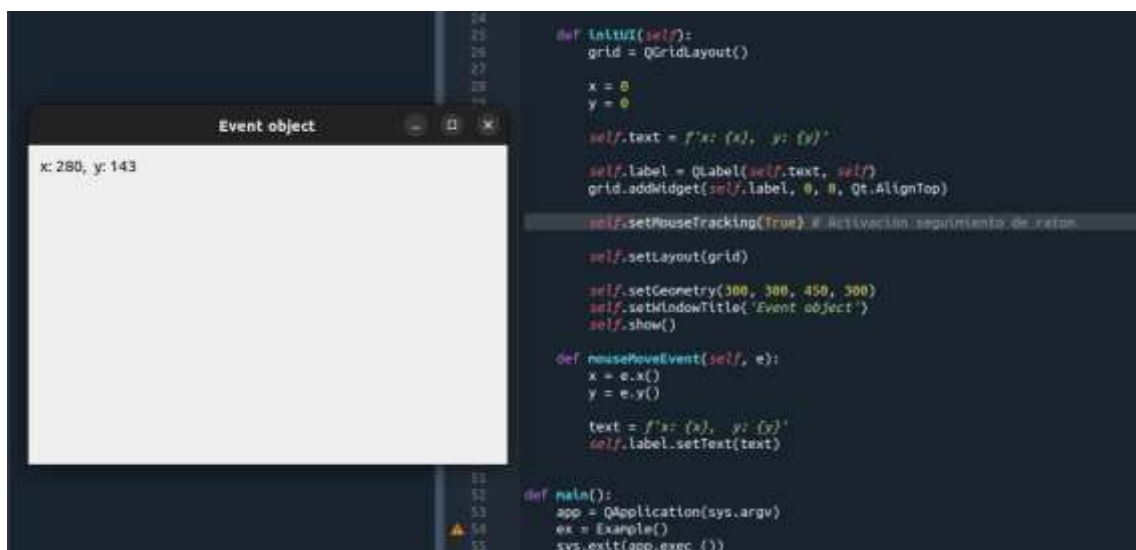 Event object
x: 280, y: 143
24
25 def initUI(self):
26 grid = QGridLayout()
27
28 x = 0
y = 0
self.text = f'x: {x}, y: {y}'
self.label = QLabel(self.text, self)
grid.addWidget(self.label, 0, 0, Qt.AlignTop)
self.setMouseTracking(True) # Activación seguimiento de raton
self.setLayout(grid)
self.setGeometry(300, 300, 450, 300)
self.setWindowTitle('Event object')
self.show()
def mouseMoveEvent(self, e):
x = e.x()
y = e.y()
text = f'x: {x}, y: {y}'
self.label.setText(text)
51
52 def main():
53 app = QApplication(sys.argv)
54 ex = Example()
55 sys.exit(app.exec_())